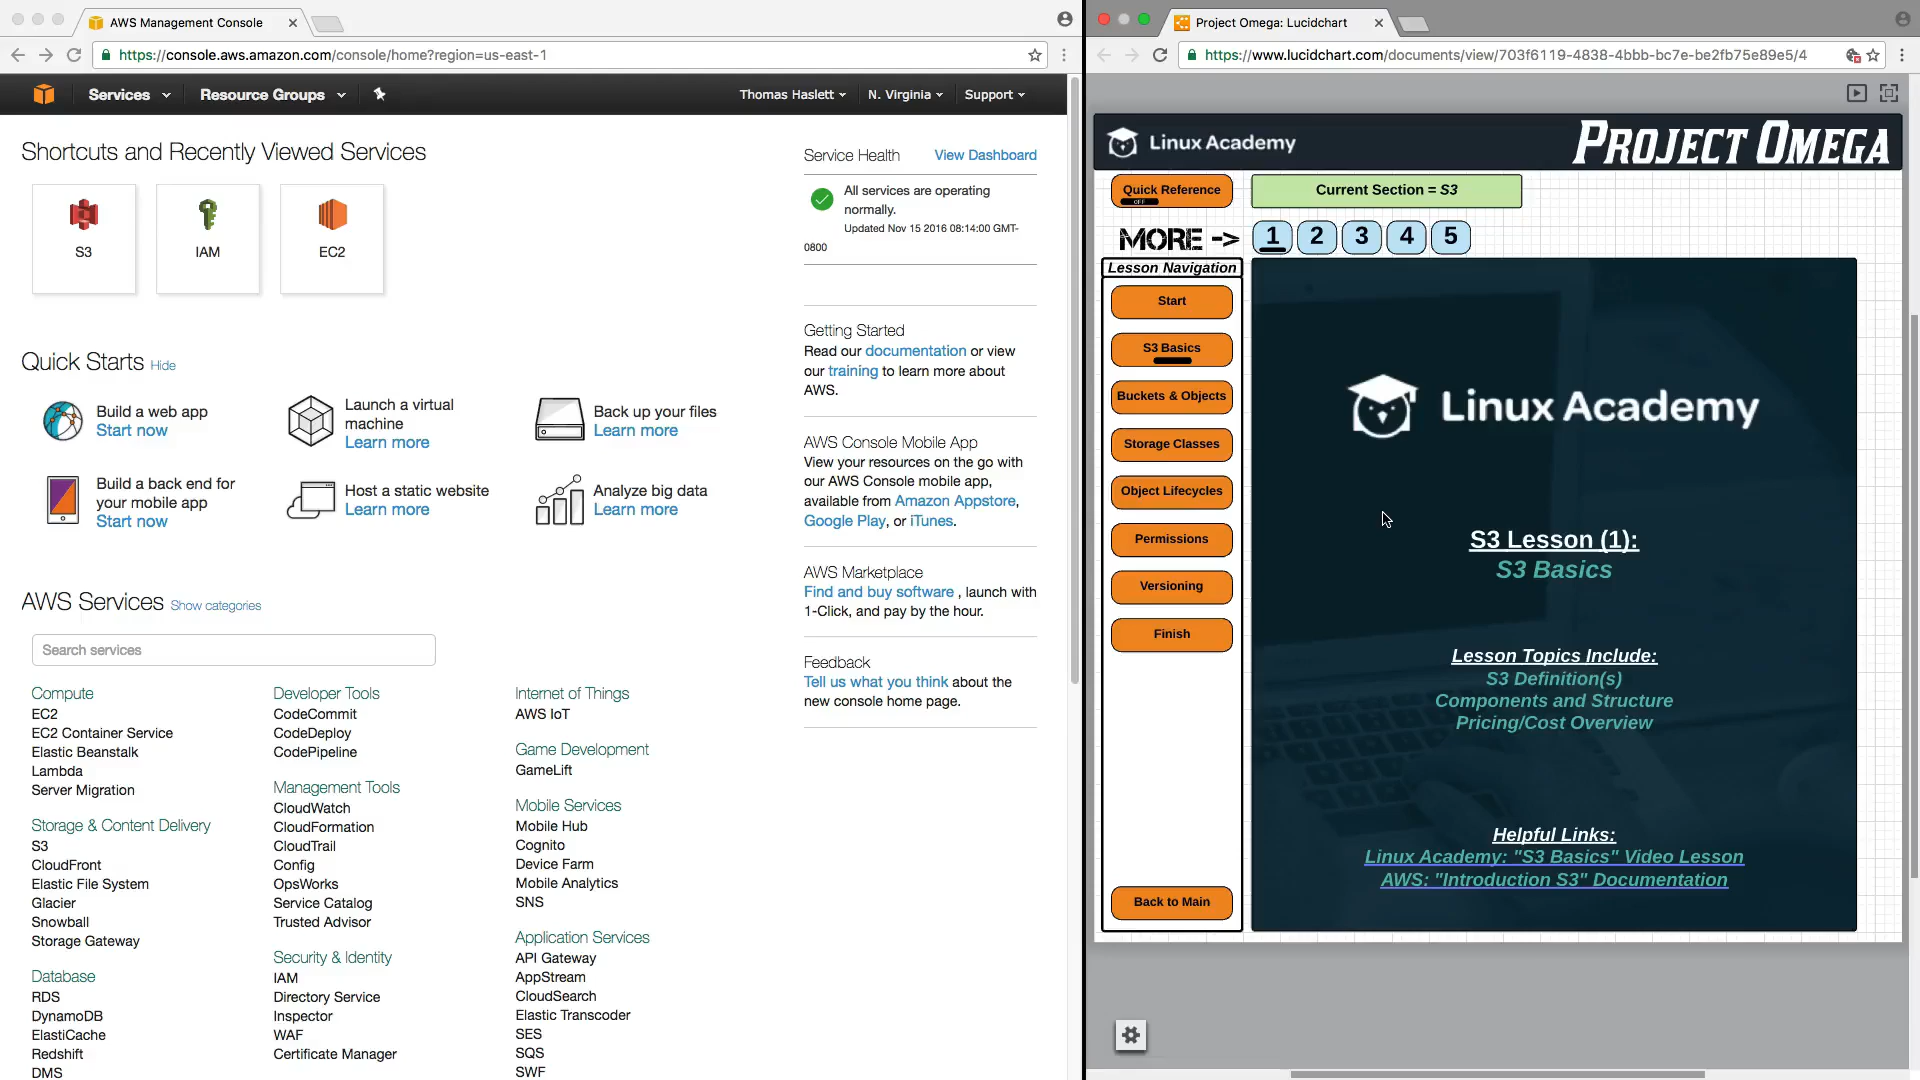 AWS Management Console
https://console.aws.amazon.com/console/home?region=us-east-1
Services
Resource Groups
Thomas Haslett
N. Virginia
Support
Shortcuts and Recently Viewed Services
S3
IAM
EC2
Quick Starts Hide
Build a web app
Start now
Launch a virtual
machine
Learn more
Back up your files
Learn more
Build a back end for
your mobile app
Start now
Host a static website
Learn more
Analyze big data
Learn more
AWS Services Show categories
Search services
Compute
EC2
EC2 Container Service
Elastic Beanstalk
Lambda
Server Migration
Storage & Content Delivery
S3
CloudFront
Elastic File System
Glacier
Snowball
Storage Gateway
Database
RDS
DynamoDB
ElastiCache
Redshift
DMS
Developer Tools
CodeCommit
CodeDeploy
CodePipeline
Management Tools
CloudWatch
CloudFormation
CloudTrail
Config
OpsWorks
Service Catalog
Trusted Advisor
Security & Identity
IAM
Directory Service
Inspector
WAF
Certificate Manager
Internet of Things
AWS IoT
Game Development
GameLift
Mobile Services
Mobile Hub
Cognito
Device Farm
Mobile Analytics
SNS
Application Services
API Gateway
AppStream
CloudSearch
Elastic Transcoder
SES
SQS
SWF
Service Health
View Dashboard
All services are operating
normally.
Updated Nov 15 2016 08:14:00 GMT-
0800
Getting Started
Read our documentation or view
our training to learn more about
AWS.
AWS Console Mobile App
View your resources on the go with
our AWS Console mobile app,
available from Amazon Appstore,
Google Play, or iTunes.
AWS Marketplace
Find and buy software , launch with
1-Click, and pay by the hour.
Feedback
Tell us what you think about the
new console home page.
Project Omega: Lucidchart
https://www.lucidchart.com/documents/view/703f6119-4838-4bbb-bc7e-be2fb75e89e5/4
Linux Academy
PROJECT OMEGA
Quick Reference
OFF
Current Section = S3
MORE ->
1
2
3
4
5
Lesson Navigation
Start
S3 Basics
Buckets & Objects
Storage Classes
Object Lifecycles
Permissions
Versioning
Finish
Back to Main
Linux Academy
S3 Lesson (1):
S3 Basics
Lesson Topics Include:
S3 Definition(s)
Components and Structure
Pricing/Cost Overview
Helpful Links:
Linux Academy: "S3 Basics" Video Lesson
AWS: "Introduction S3" Documentation